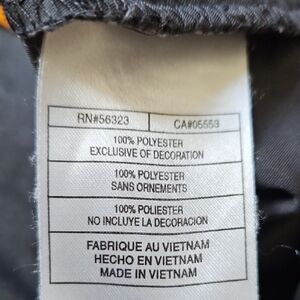 RN#56323 CA#05553
100% POLYESTER
EXCLUSIVE OF DECORATION
100% POLYESTER
SANS ORNEMENTS
100% POLIESTER
NO INCLUYE LA DECORACION
FABRIQUE AU VIETNAM
HECHO EN VIETNAM
MADE IN VIETNAM